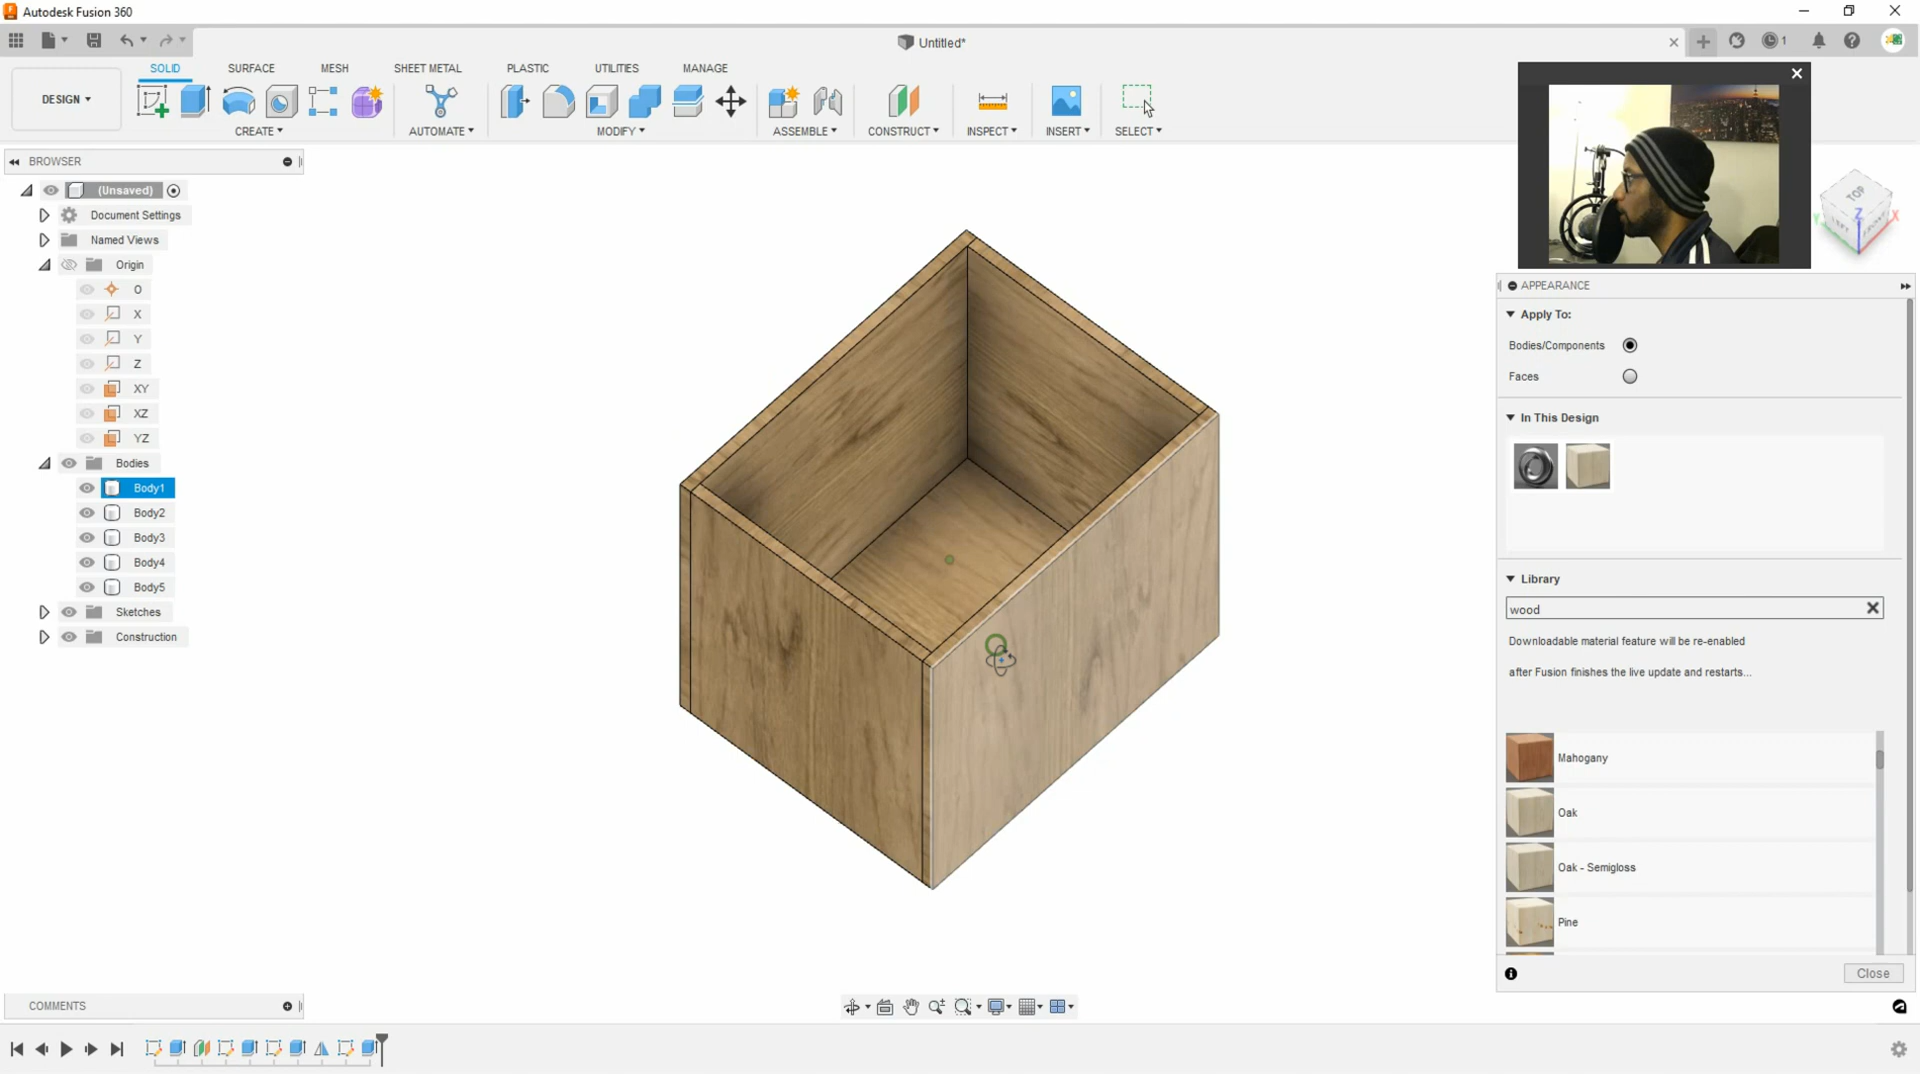 Autodesk Fusion 360
Untitled*
1
SOLID SURFACE MESH SHEET METAL PLASTIC UTILITIES MANAGE
DESIGN
CREATE AUTOMATE MODIFY ASSEMBLE CONSTRUCT INSPECT INSERT SELECT
BROWSER
(Unsaved)
Document Settings
Named Views
Origin
O
X
Y
Z
XY
XZ
YZ
Bodies
Body1
Body2
Body3
Body4
Body5
Sketches
Construction
TOP
LEFT
Z
X
Y
APPEARANCE
Apply To:
Bodies/Components
Faces
In This Design
Library
wood
Downloadable material feature will be re-enabled
after Fusion finishes the live update and restarts...
Mahogany
Oak
Oak - Semigloss
Pine
Close
COMMENTS